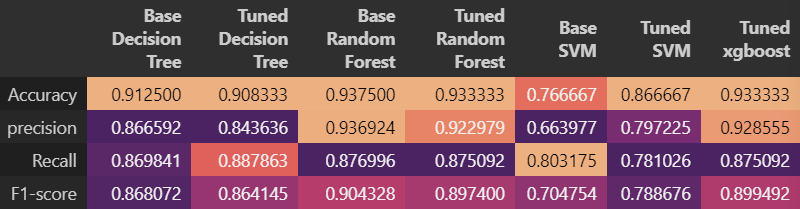 Base Decision Tree Tuned Decision Tree Base Random Forest Tuned Random Forest Base SVM Tuned SVM Tuned xgboost
Accuracy 0.912500 0.908333 0.937500 0.933333 0.766667 0.866667 0.933333
precision 0.866592 0.843636 0.936924 0.922979 0.663977 0.797225 0.928555
Recall 0.869841 0.887863 0.876996 0.875092 0.803175 0.781026 0.875092
F1-score 0.868072 0.864145 0.904328 0.897400 0.704754 0.788676 0.899492